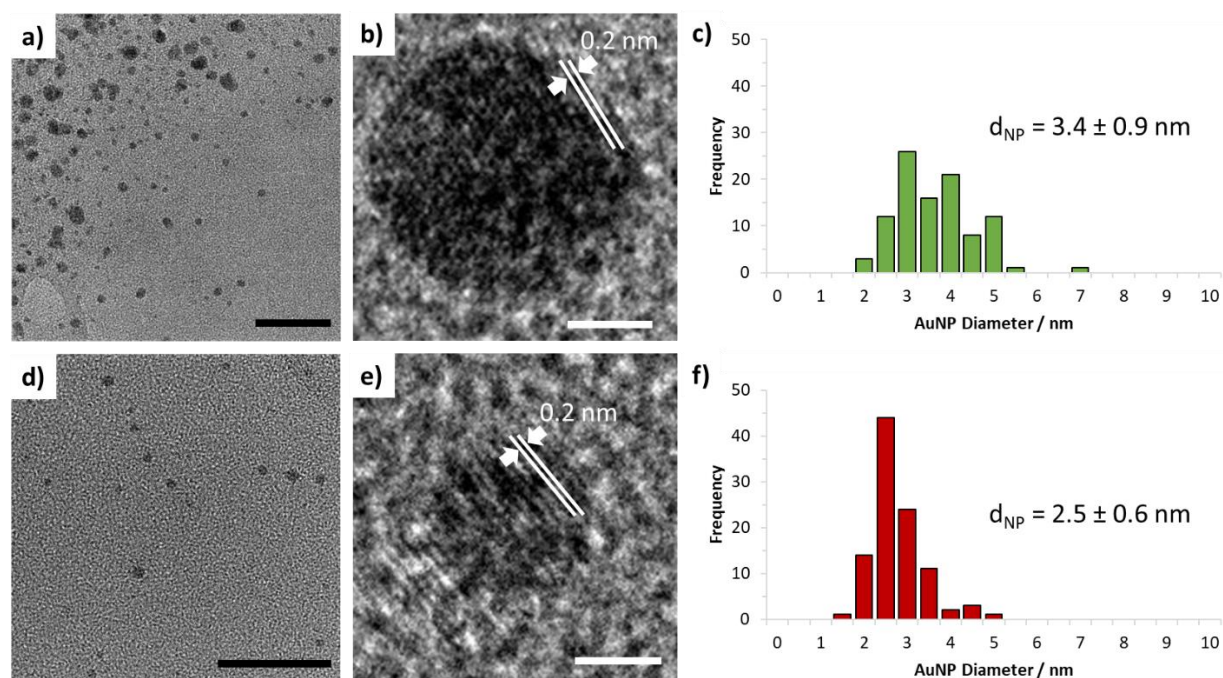 a)
b)
0.2 nm
c)
50
40
30
20
10
0
Frequency
d_NP = 3.4 ± 0.9 nm
0 1 2 3 4 5 6 7 8 9 10
AuNP Diameter / nm
d)
e)
0.2 nm
f)
50
40
30
20
10
0
Frequency
d_NP = 2.5 ± 0.6 nm
0 1 2 3 4 5 6 7 8 9 10
AuNP Diameter / nm